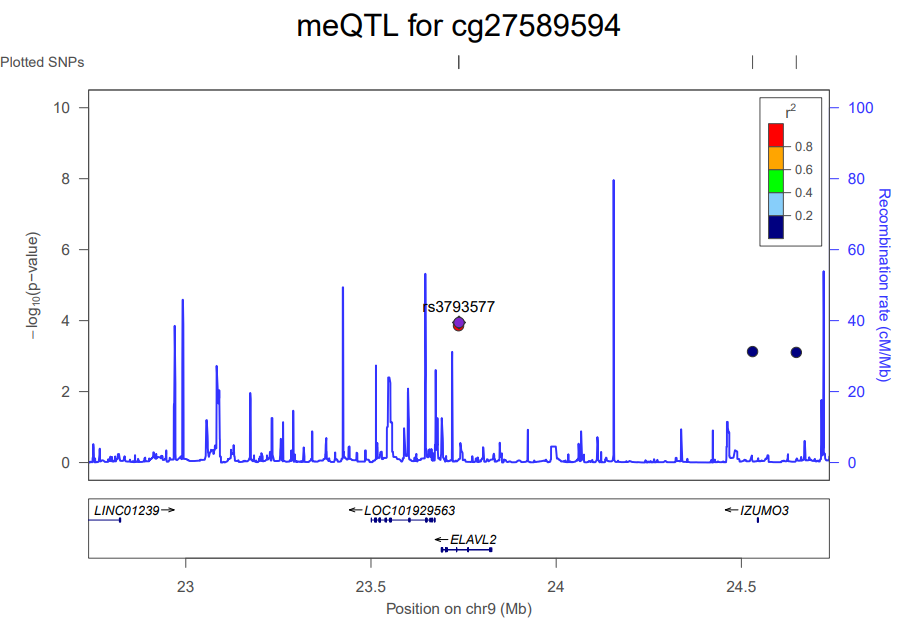 meQTL for cg27589594
Plotted SNPs
10
8
6
4
2
0
−log10(p−value)
100
80
60
40
20
0
Recombination rate (cM/Mb)
r2
0.8
0.6
0.4
0.2
rs3793577
LINC01239→
←LOC101929563
←IZUMO3
←ELAVL2
23
23.5
24
24.5
Position on chr9 (Mb)